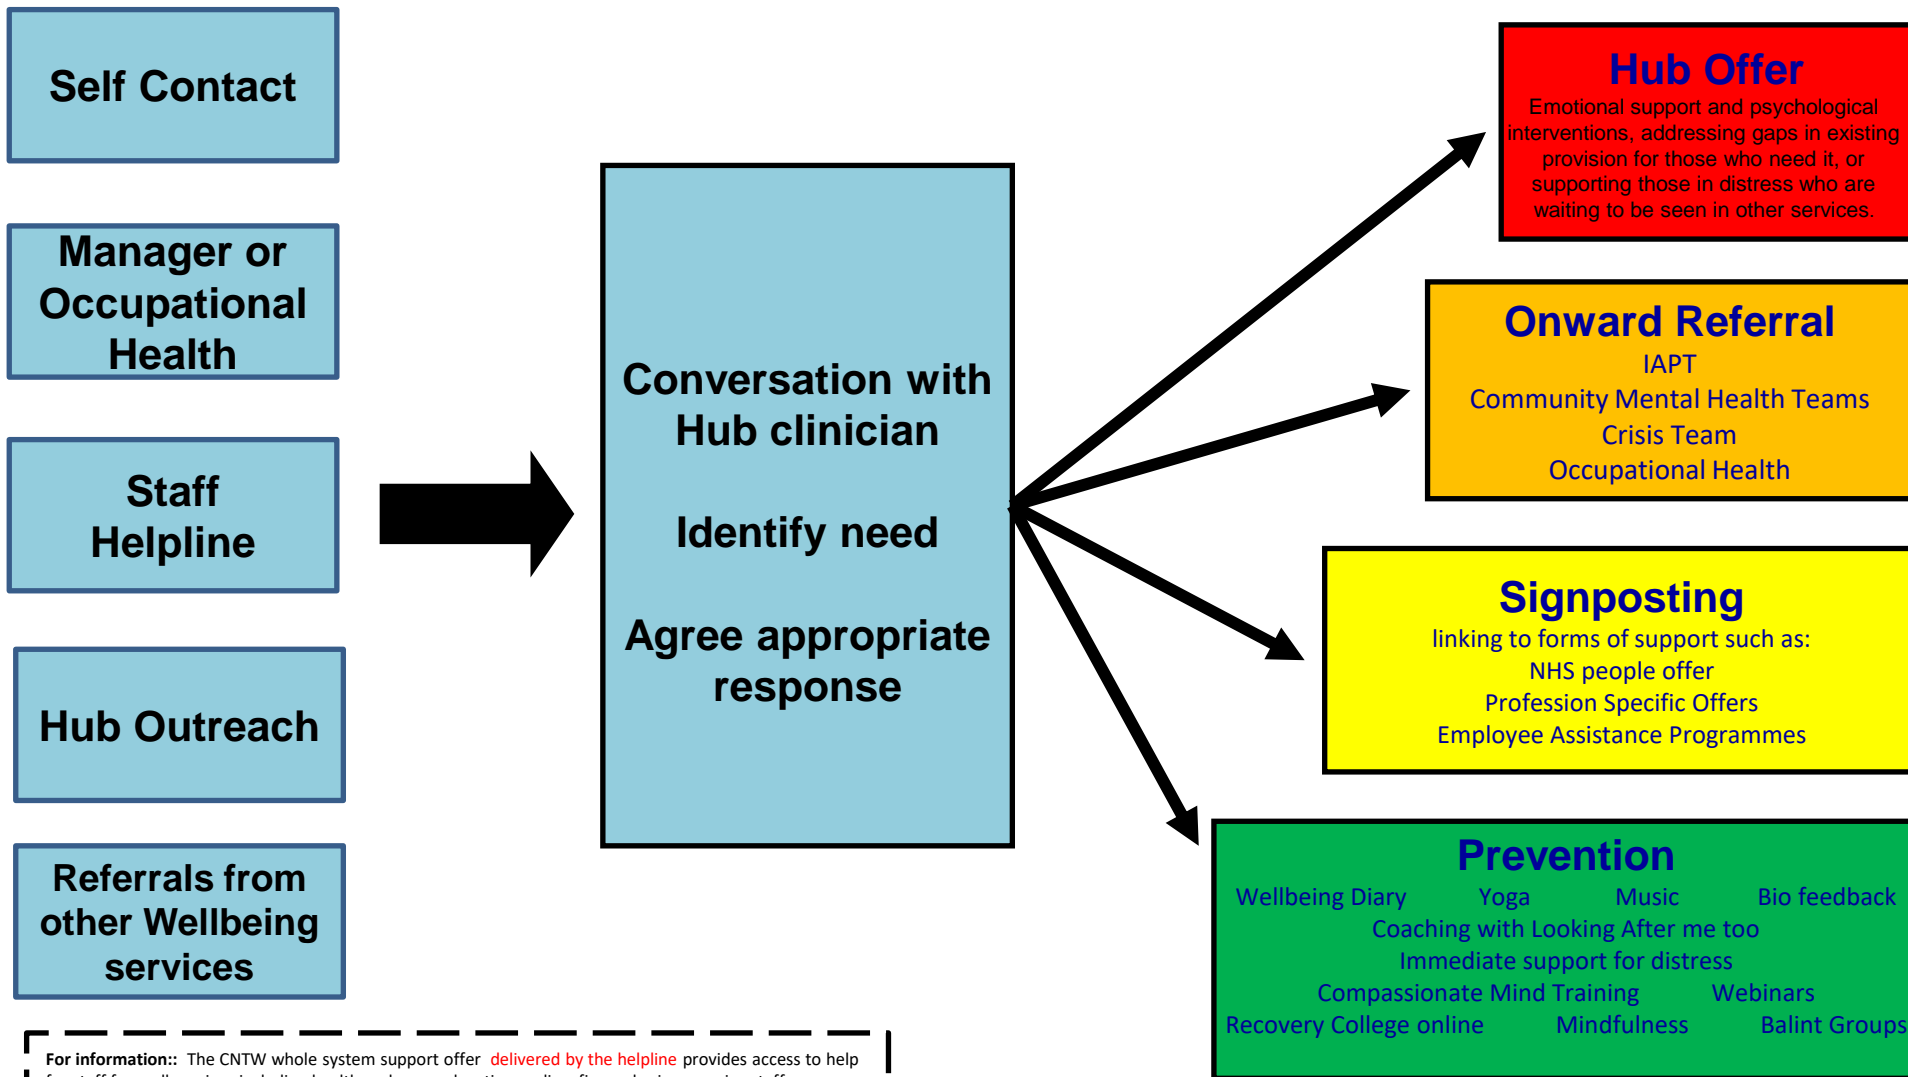 Self Contact
Manager or
Occupational
Health
Staff
Helpline
Hub Outreach
Referrals from
other Wellbeing
services
Conversation with
Hub clinician
Identify need
Agree appropriate
response
Hub Offer
Emotional support and psychological
interventions, addressing gaps in existing
provision for those who need it, or
supporting those in distress who are
waiting to be seen in other services.
Onward Referral
IAPT
Community Mental Health Teams
Crisis Team
Occupational Health
Signposting
linking to forms of support such as:
NHS people offer
Profession Specific Offers
Employee Assistance Programmes
Prevention
Wellbeing Diary Yoga Music Bio feedback
Coaching with Looking After me too
Immediate support for distress
Compassionate Mind Training Webinars
Recovery College online Mindfulness Balint Groups
For information:: The CNTW whole system support offer delivered by the helpline provides access to help